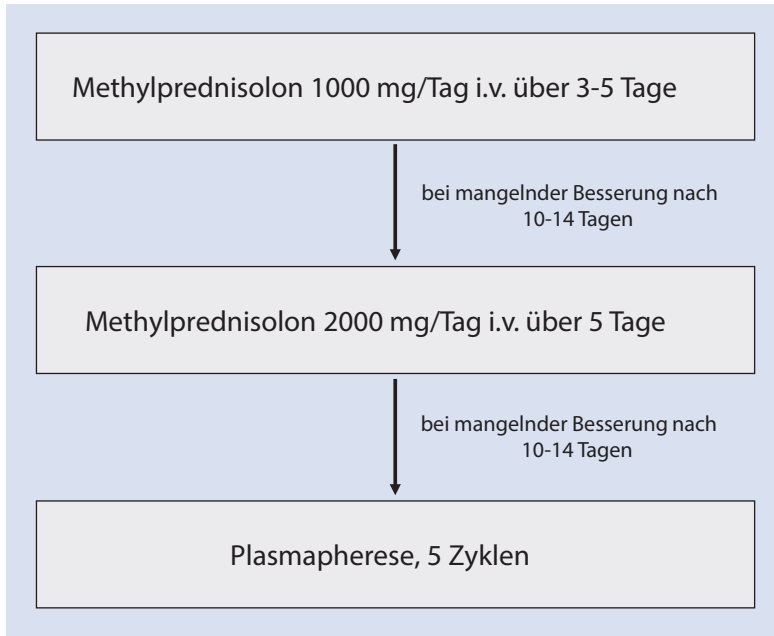 Methylprednisolon 1000 mg/Tag i.v. über 3-5 Tage
bei mangelnder Besserung nach
10-14 Tagen
Methylprednisolon 2000 mg/Tag i.v. über 5 Tage
bei mangelnder Besserung nach
10-14 Tagen
Plasmapherese, 5 Zyklen